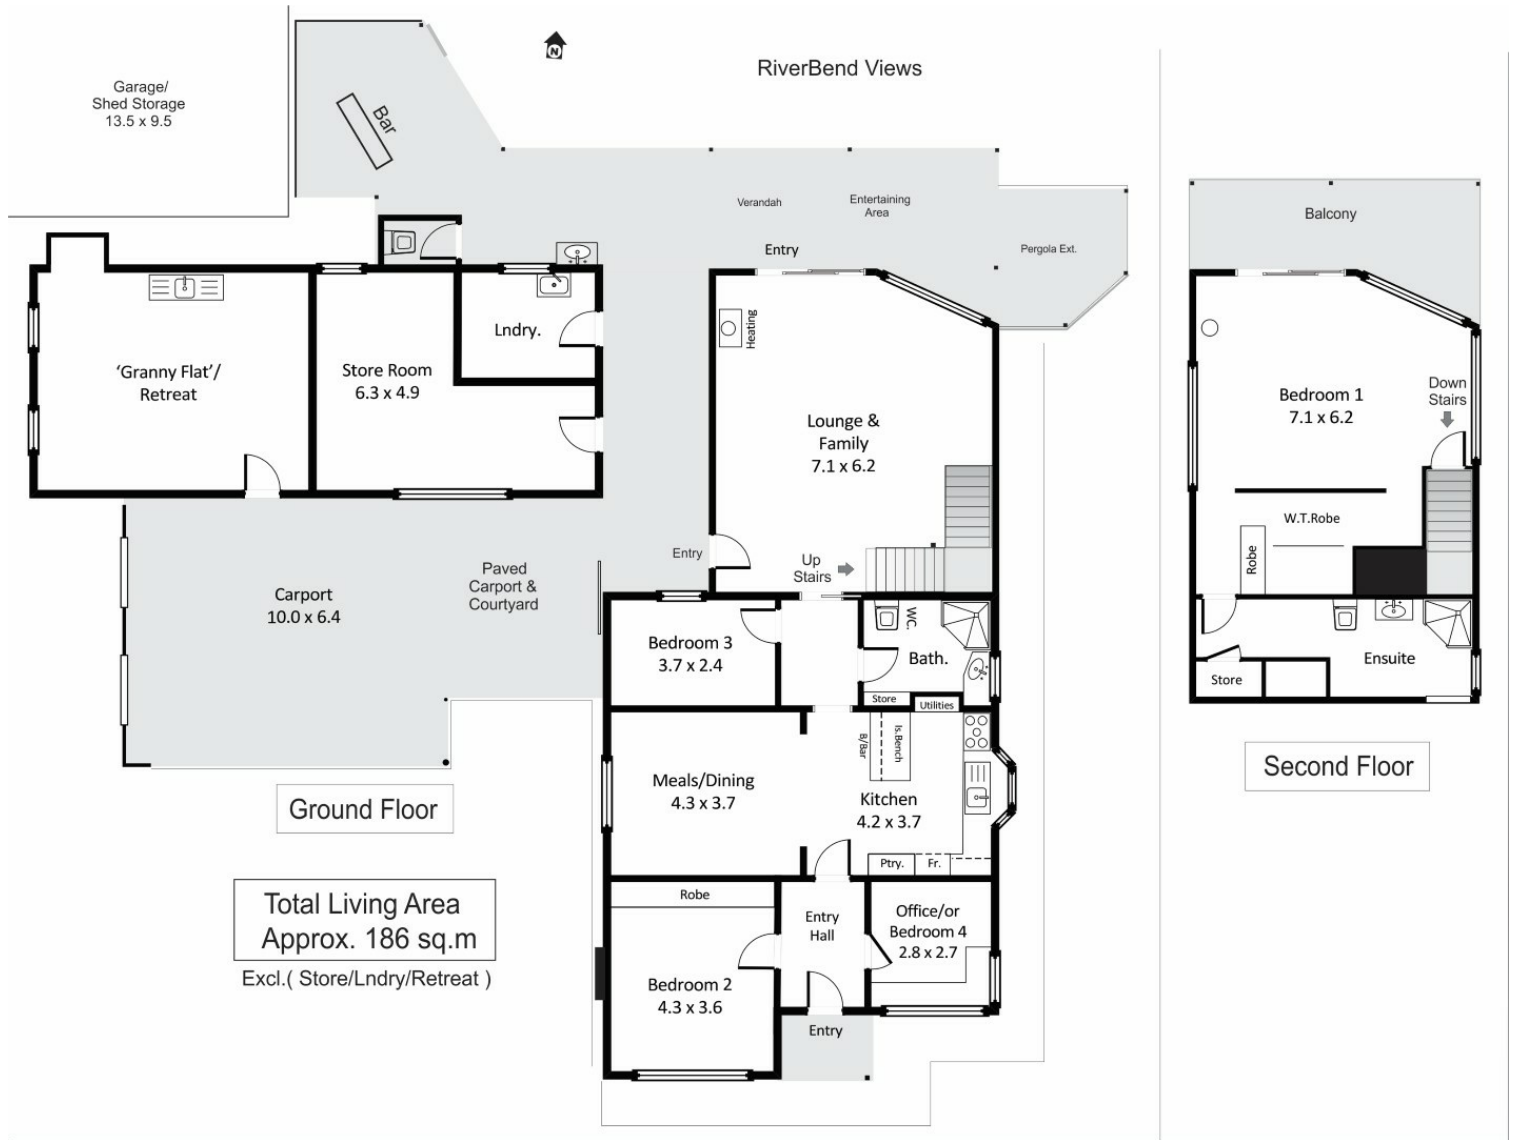 N
RiverBend Views
Garage/
Shed Storage
13.5 x 9.5
Bar
Verandah
Entertaining
Area
Entry
Pergola Ext.
Balcony
Heating
Lndry.
'Granny Flat'/
Retreat
Store Room
6.3 x 4.9
Lounge &
Family
7.1 x 6.2
Bedroom 1
7.1 x 6.2
Down
Stairs
W.T.Robe
Robe
Entry
Up
Stairs
Paved
Carport &
Courtyard
Carport
10.0 x 6.4
Bedroom 3
3.7 x 2.4
WC.
Bath.
Store
Utilities
Ensuite
Store
B/Bar
Is.Bench
Meals/Dining
4.3 x 3.7
Kitchen
4.2 x 3.7
Ptry.
Fr.
Second Floor
Ground Floor
Total Living Area
Approx. 186 sq.m
Excl.( Store/Lndry/Retreat )
Robe
Entry
Hall
Office/or
Bedroom 4
2.8 x 2.7
Bedroom 2
4.3 x 3.6
Entry